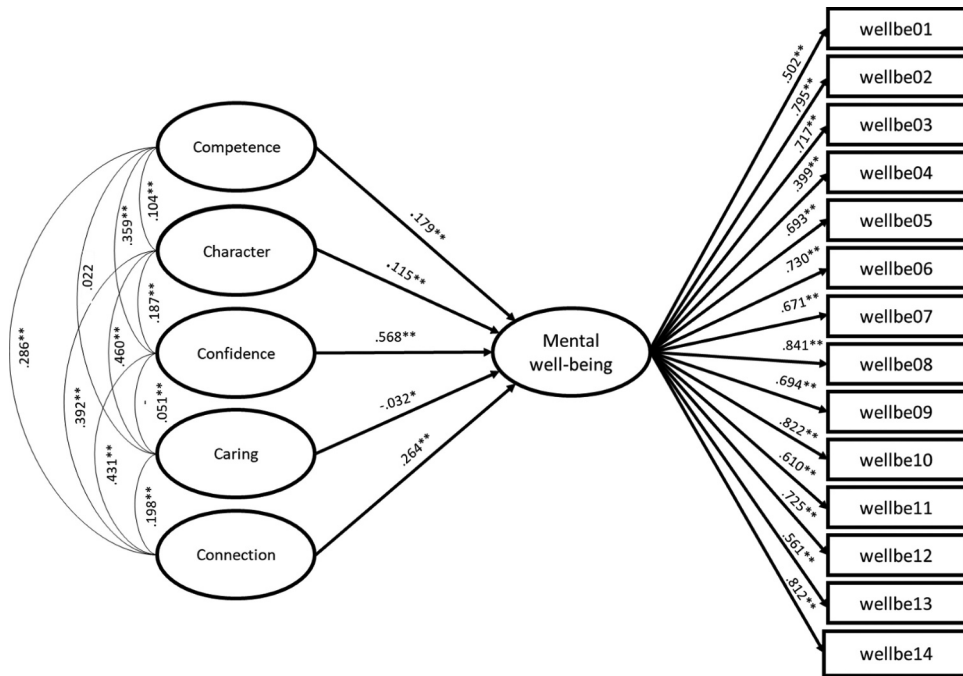 Competence
Character
Confidence
Caring
Connection
.104**
.359**
.022
.286**
.187**
.460**
.392**
-.051**
.431**
.198**
.179**
.115**
.568**
-.032*
.264**
Mental
well-being
.502**
.795**
.717**
.399**
.693**
.730**
.671**
.841**
.694**
.822**
.610**
.725**
.561**
.812**
wellbe01
wellbe02
wellbe03
wellbe04
wellbe05
wellbe06
wellbe07
wellbe08
wellbe09
wellbe10
wellbe11
wellbe12
wellbe13
wellbe14